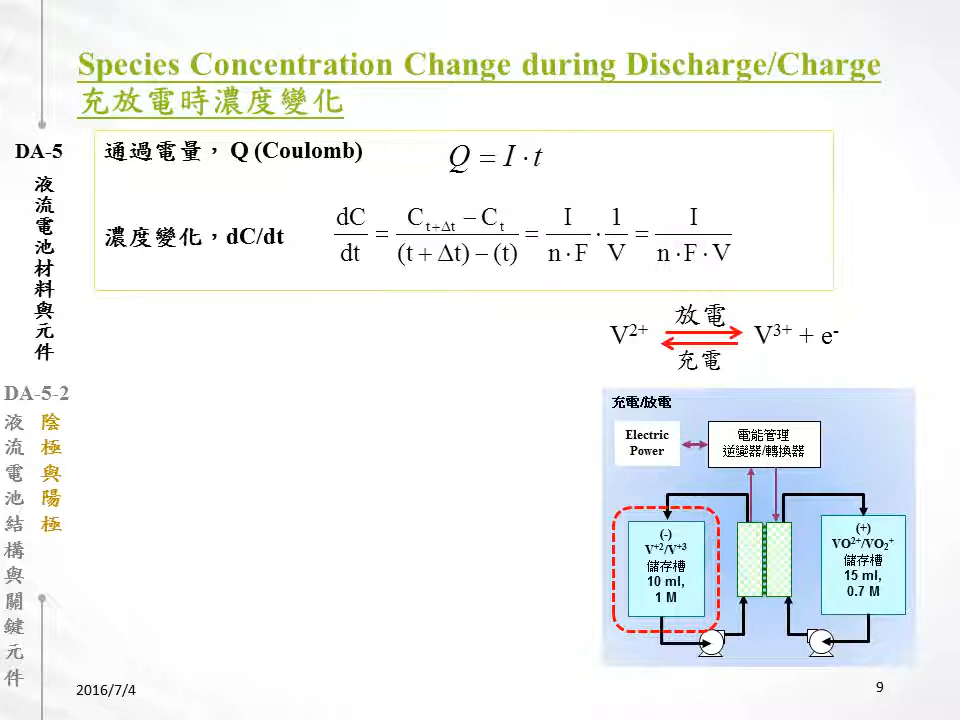 Species Concentration Change during Discharge/Charge
充放電時濃度變化
DA-5
液流電池材料與元件
DA-5-2
液流電池結構與關鍵元件
陰極與陽極
通過電量，Q (Coulomb)
Q = I · t
濃度變化，dC/dt
dC/dt = (C_{t+Δt} − C_t)/((t + Δt) − (t)) = I/(n · F) · 1/V = I/(n · F · V)
放電
V²⁺ ⇌ V³⁺ + e⁻
充電
充電/放電
Electric
Power
電能管理
逆變器/轉換器
(-)
V⁺²/V⁺³
儲存槽
10 ml,
1 M
(+)
VO²⁺/VO₂⁺
儲存槽
15 ml,
0.7 M
2016/7/4
9